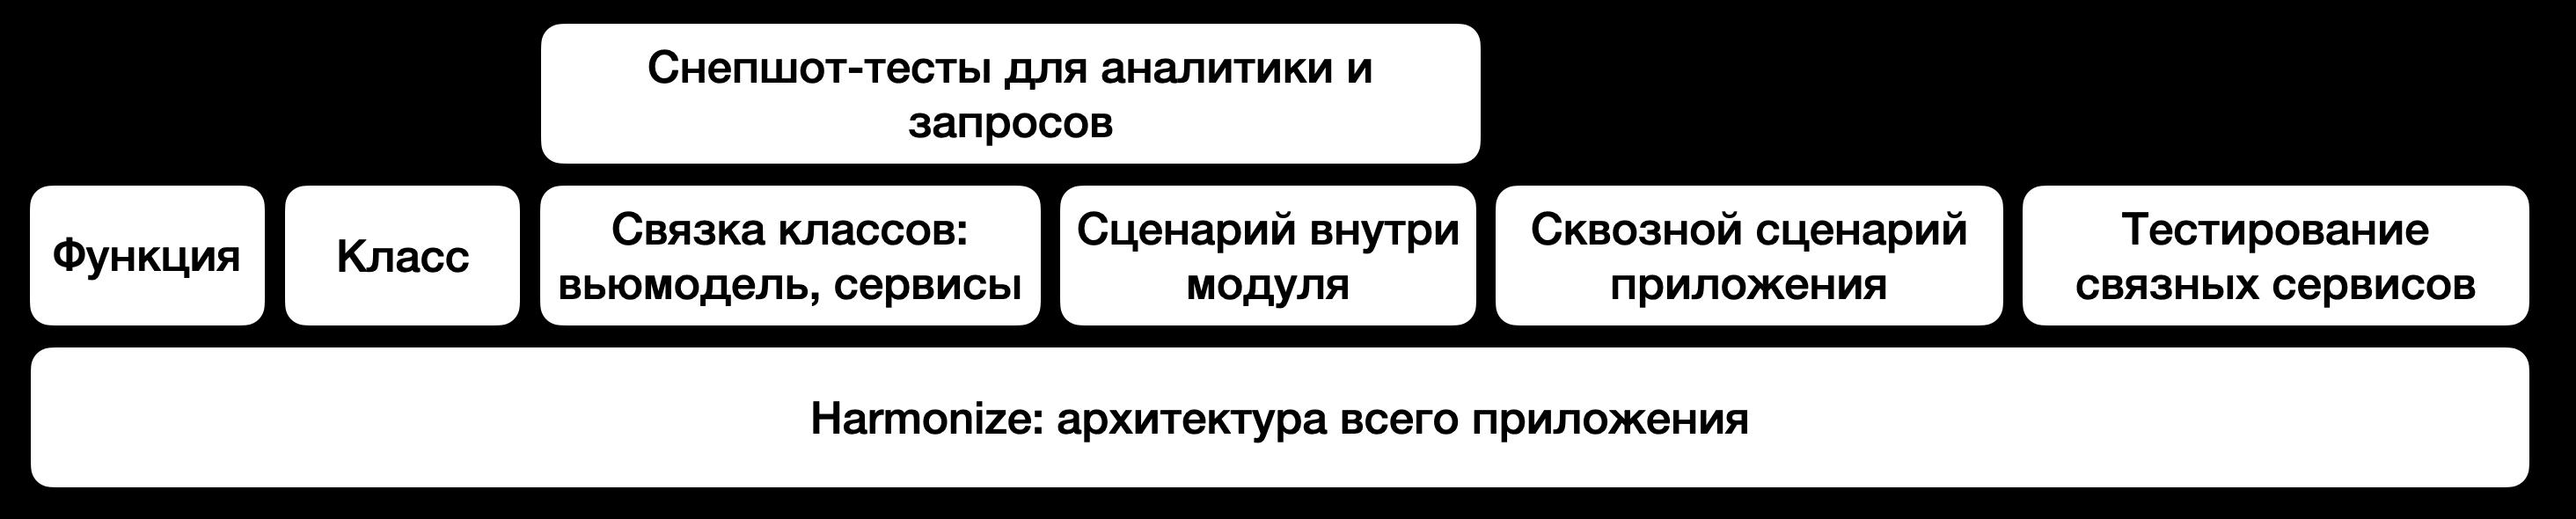 Снепшот-тесты для аналитики и
запросов
Функция
Класс
Связка классов:
вьюмодель, сервисы
Сценарий внутри
модуля
Сквозной сценарий
приложения
Тестирование
связных сервисов
Harmonize: архитектура всего приложения